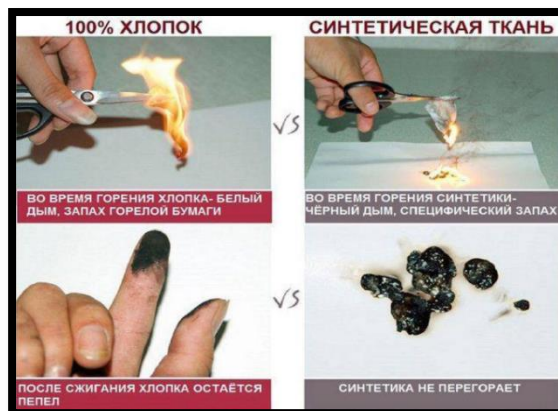 100% ХЛОПОК
СИНТЕТИЧЕСКАЯ ТКАНЬ
VS
ВО ВРЕМЯ ГОРЕНИЯ ХЛОПКА- БЕЛЫЙ
ДЫМ, ЗАПАХ ГОРЕЛОЙ БУМАГИ
ВО ВРЕМЯ ГОРЕНИЯ СИНТЕТИКИ-
ЧЁРНЫЙ ДЫМ, СПЕЦИФИЧЕСКИЙ ЗАПАХ
VS
ПОСЛЕ СЖИГАНИЯ ХЛОПКА ОСТАЁТСЯ
ПЕПЕЛ
СИНТЕТИКА НЕ ПЕРЕГОРАЕТ